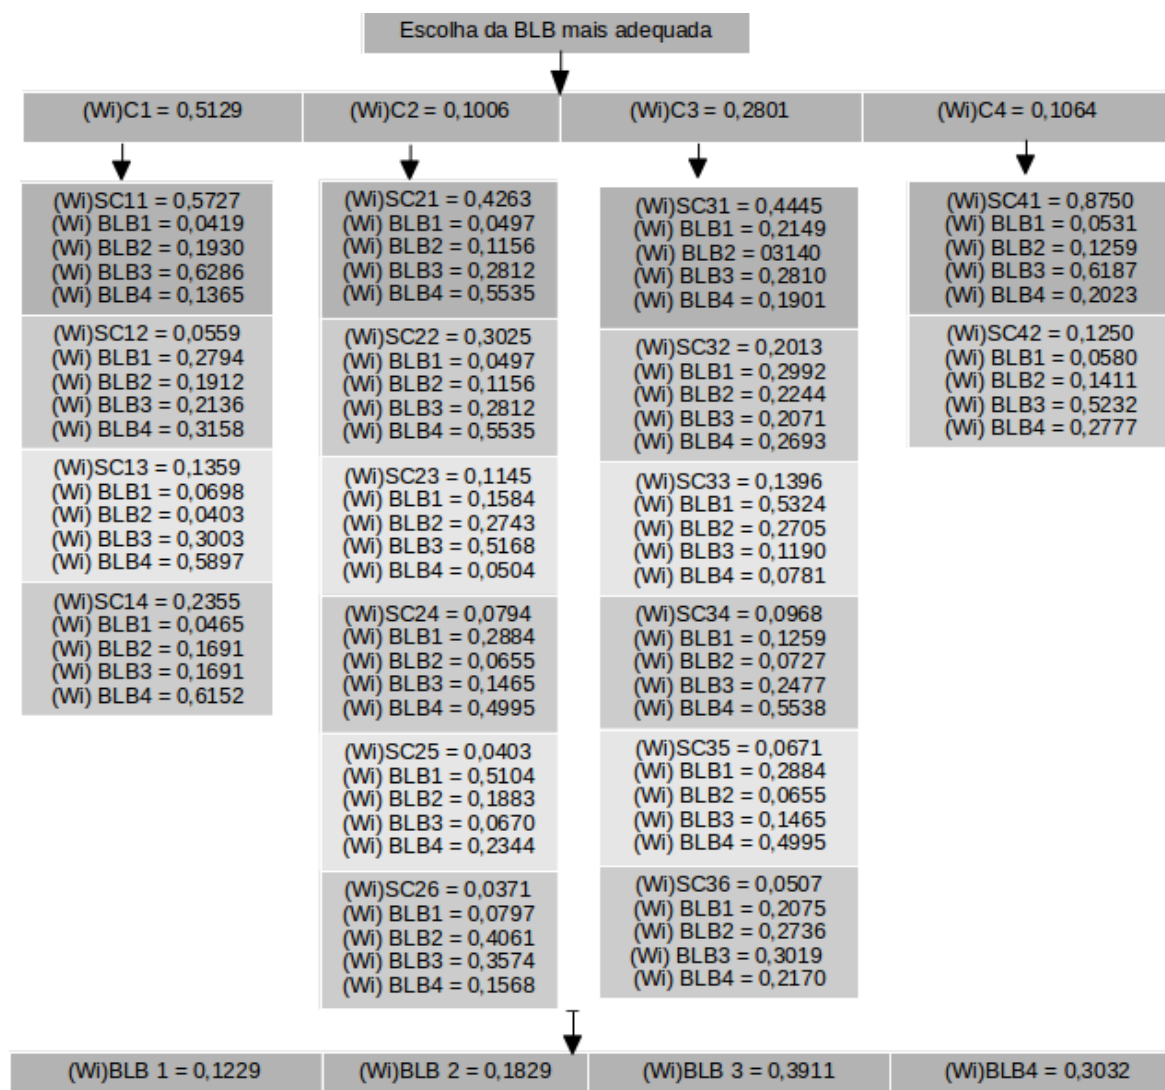 Escolha da BLB mais adequada
(Wi)C1 = 0,5129
(Wi)C2 = 0,1006
(Wi)C3 = 0,2801
(Wi)C4 = 0,1064
(Wi)SC11 = 0,5727
(Wi) BLB1 = 0,0419
(Wi) BLB2 = 0,1930
(Wi) BLB3 = 0,6286
(Wi) BLB4 = 0,1365
(Wi)SC12 = 0,0559
(Wi) BLB1 = 0,2794
(Wi) BLB2 = 0,1912
(Wi) BLB3 = 0,2136
(Wi) BLB4 = 0,3158
(Wi)SC13 = 0,1359
(Wi) BLB1 = 0,0698
(Wi) BLB2 = 0,0403
(Wi) BLB3 = 0,3003
(Wi) BLB4 = 0,5897
(Wi)SC14 = 0,2355
(Wi) BLB1 = 0,0465
(Wi) BLB2 = 0,1691
(Wi) BLB3 = 0,1691
(Wi) BLB4 = 0,6152
(Wi)SC21 = 0,4263
(Wi) BLB1 = 0,0497
(Wi) BLB2 = 0,1156
(Wi) BLB3 = 0,2812
(Wi) BLB4 = 0,5535
(Wi)SC22 = 0,3025
(Wi) BLB1 = 0,0497
(Wi) BLB2 = 0,1156
(Wi) BLB3 = 0,2812
(Wi) BLB4 = 0,5535
(Wi)SC23 = 0,1145
(Wi) BLB1 = 0,1584
(Wi) BLB2 = 0,2743
(Wi) BLB3 = 0,5168
(Wi) BLB4 = 0,0504
(Wi)SC24 = 0,0794
(Wi) BLB1 = 0,2884
(Wi) BLB2 = 0,0655
(Wi) BLB3 = 0,1465
(Wi) BLB4 = 0,4995
(Wi)SC25 = 0,0403
(Wi) BLB1 = 0,5104
(Wi) BLB2 = 0,1883
(Wi) BLB3 = 0,0670
(Wi) BLB4 = 0,2344
(Wi)SC26 = 0,0371
(Wi) BLB1 = 0,0797
(Wi) BLB2 = 0,4061
(Wi) BLB3 = 0,3574
(Wi) BLB4 = 0,1568
(Wi)SC31 = 0,4445
(Wi) BLB1 = 0,2149
(Wi) BLB2 = 03140
(Wi) BLB3 = 0,2810
(Wi) BLB4 = 0,1901
(Wi)SC32 = 0,2013
(Wi) BLB1 = 0,2992
(Wi) BLB2 = 0,2244
(Wi) BLB3 = 0,2071
(Wi) BLB4 = 0,2693
(Wi)SC33 = 0,1396
(Wi) BLB1 = 0,5324
(Wi) BLB2 = 0,2705
(Wi) BLB3 = 0,1190
(Wi) BLB4 = 0,0781
(Wi)SC34 = 0,0968
(Wi) BLB1 = 0,1259
(Wi) BLB2 = 0,0727
(Wi) BLB3 = 0,2477
(Wi) BLB4 = 0,5538
(Wi)SC35 = 0,0671
(Wi) BLB1 = 0,2884
(Wi) BLB2 = 0,0655
(Wi) BLB3 = 0,1465
(Wi) BLB4 = 0,4995
(Wi)SC36 = 0,0507
(Wi) BLB1 = 0,2075
(Wi) BLB2 = 0,2736
(Wi) BLB3 = 0,3019
(Wi) BLB4 = 0,2170
(Wi)SC41 = 0,8750
(Wi) BLB1 = 0,0531
(Wi) BLB2 = 0,1259
(Wi) BLB3 = 0,6187
(Wi) BLB4 = 0,2023
(Wi)SC42 = 0,1250
(Wi) BLB1 = 0,0580
(Wi) BLB2 = 0,1411
(Wi) BLB3 = 0,5232
(Wi) BLB4 = 0,2777
(Wi)BLB 1 = 0,1229
(Wi)BLB 2 = 0,1829
(Wi)BLB 3 = 0,3911
(Wi)BLB4 = 0,3032